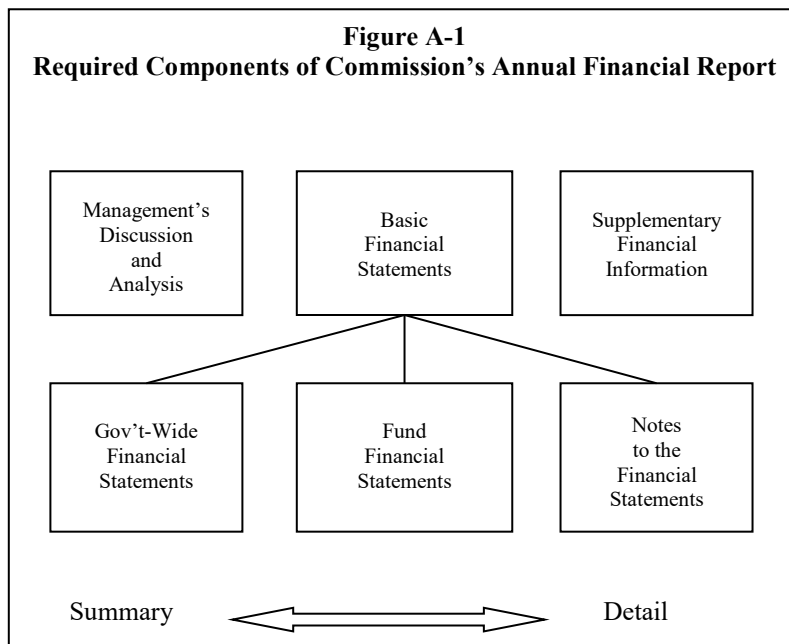 Figure A-1
Required Components of Commission’s Annual Financial Report
Management’s
Discussion
and
Analysis
Basic
Financial
Statements
Supplementary
Financial
Information
Gov’t-Wide
Financial
Statements
Fund
Financial
Statements
Notes
to the
Financial
Statements
Summary
Detail